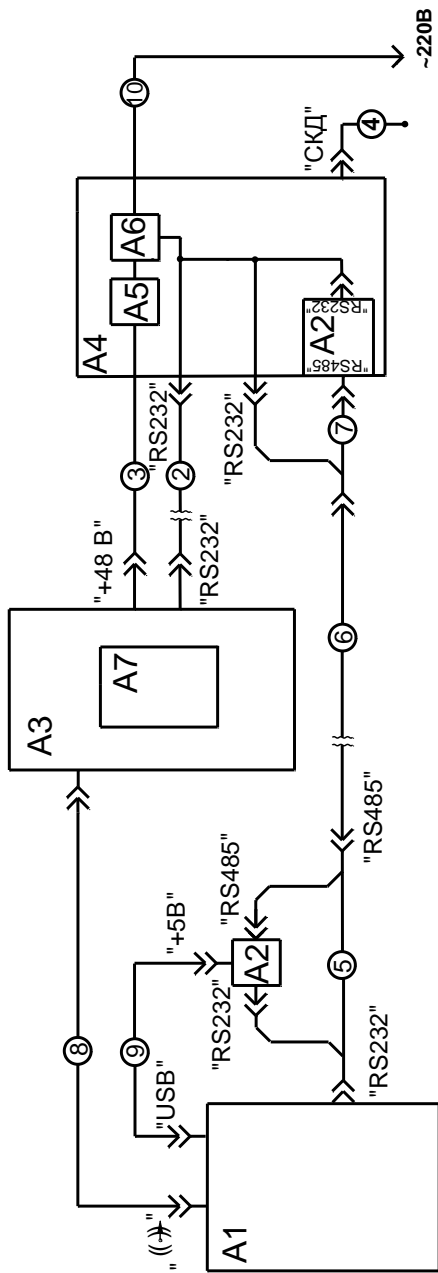 "((●))"
8
A3
A7
"+48 В"
3
A4
A5
A6
10
~220В
"USB"
9
"+5В"
"RS232"
2
"RS232"
"СКД"
4
A1
"RS232"
A2
"RS485"
"RS232"
A2
"RS485"
"RS232"
7
"RS232"
5
"RS485"
6